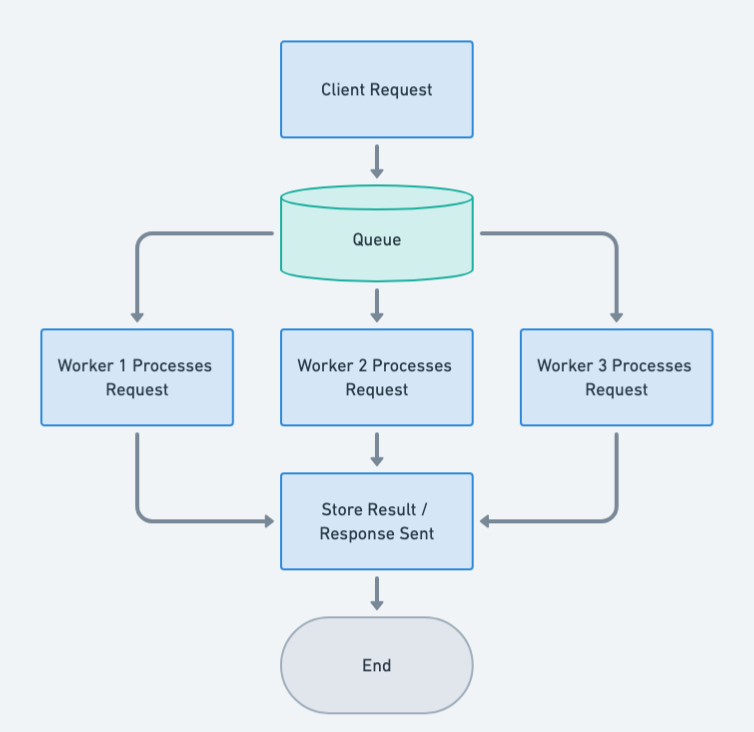 Client Request
Queue
Worker 1 Processes
Request
Worker 2 Processes
Request
Worker 3 Processes
Request
Store Result /
Response Sent
End